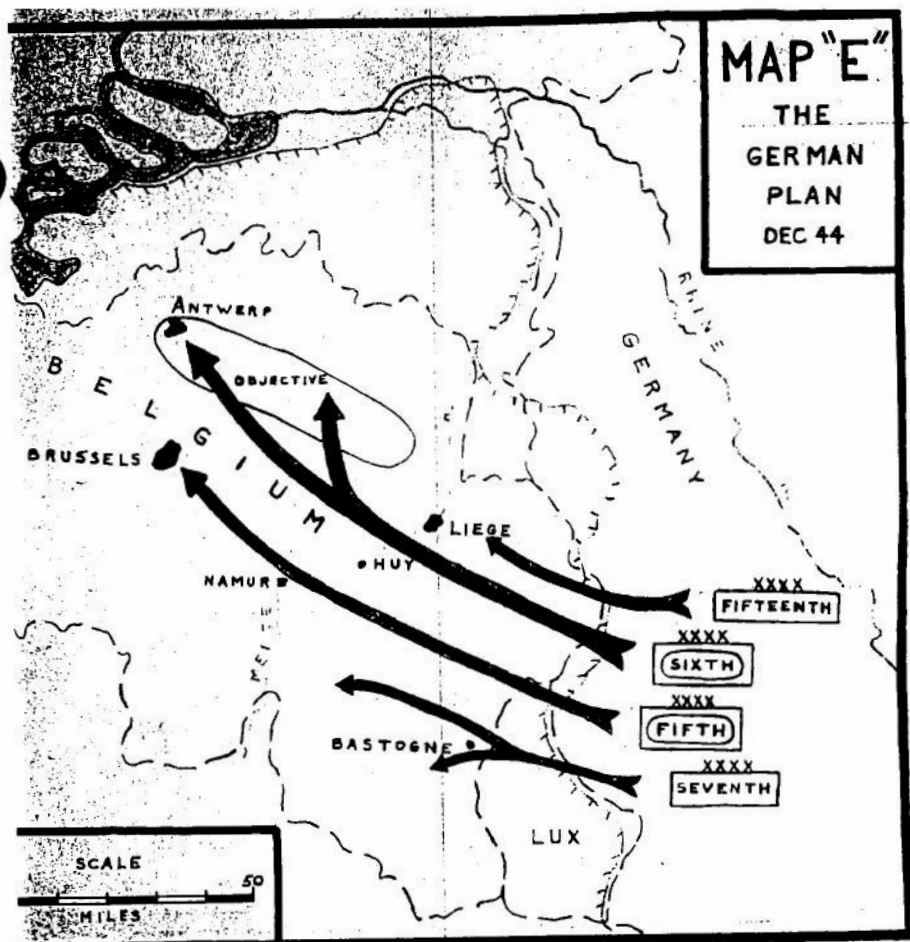 MAP "E"
THE
GERMAN
PLAN
DEC 44
RHINE
GERMANY
ANTWERP
OBJECTIVE
BELGIUM
BRUSSELS
LIEGE
HUY
NAMUR
XXXX
FIFTEENTH
XXXX
SIXTH
XXXX
FIFTH
BASTOGNE
XXXX
SEVENTH
LUX
SCALE
50
MILES